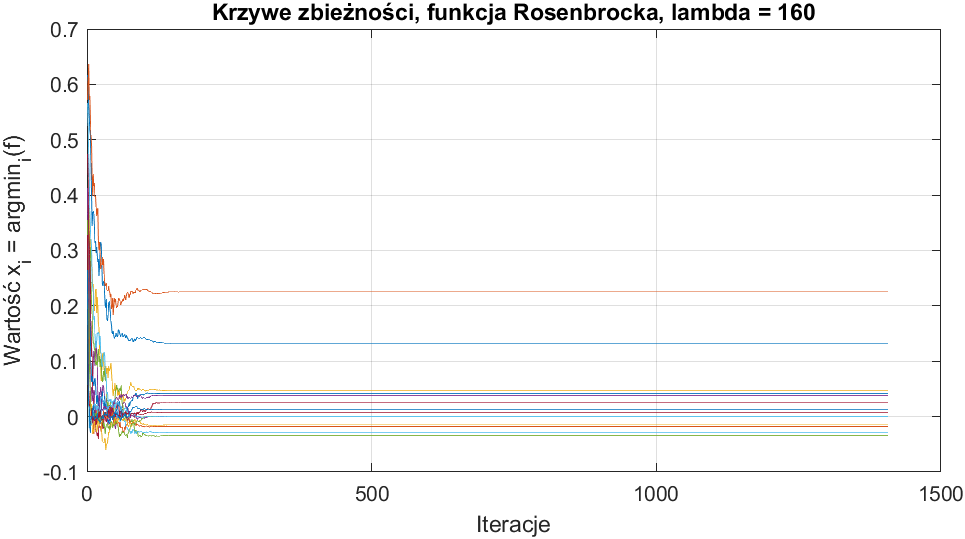 Krzywe zbieżności, funkcja Rosenbrocka, lambda = 160
0.7
0.6
0.5
0.4
0.3
0.2
0.1
0
-0.1
Wartość x_i = argmin_i(f)
0 500 1000 1500
Iteracje